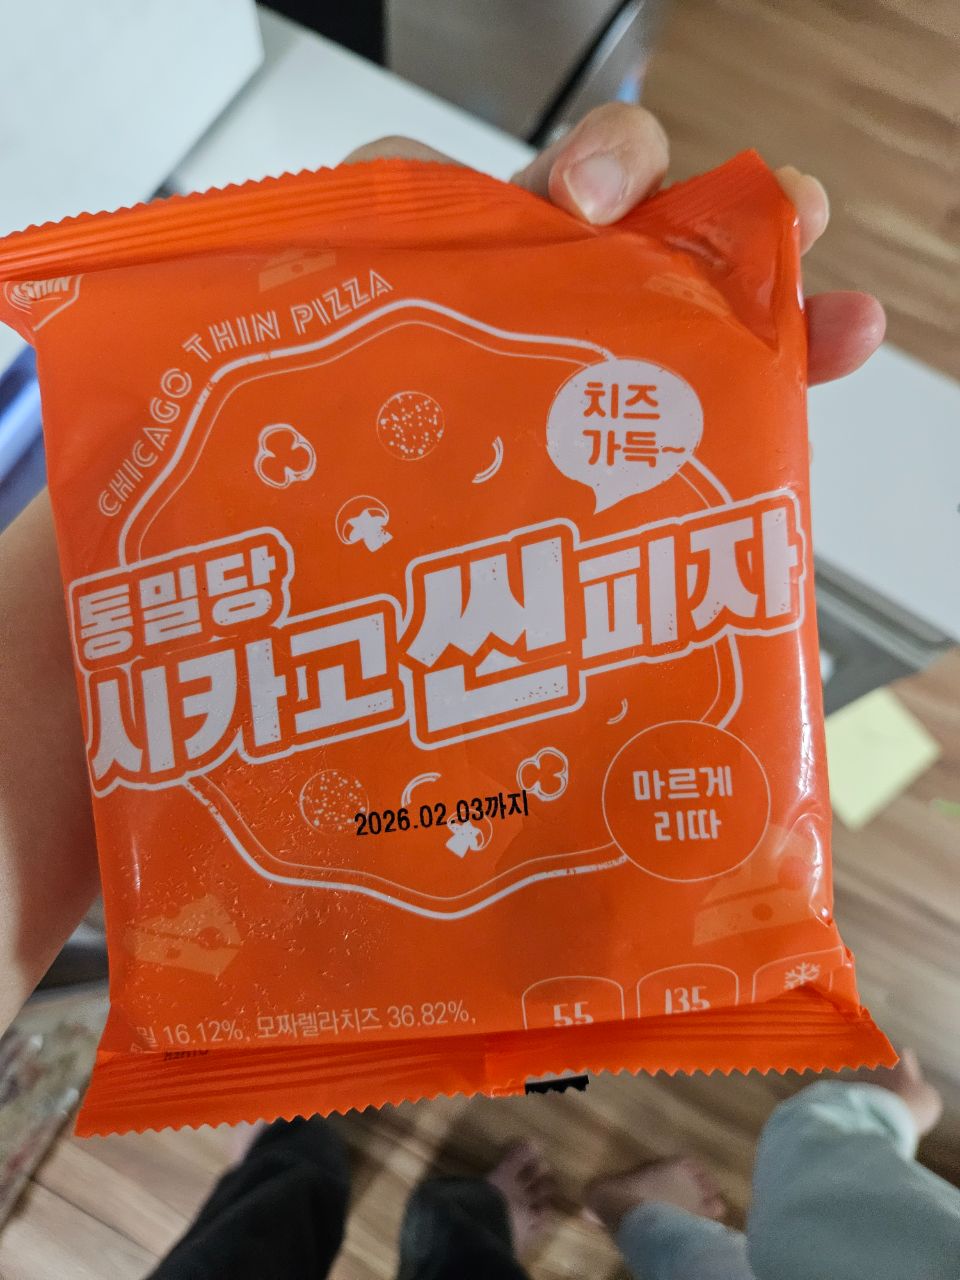 CHICAGO THIN PIZZA
치즈
가득~
통밀당
시카고씬피자
2026.02.03까지
마르게
리따
16.12%, 모짜렐라치즈 36.82%,
55
135